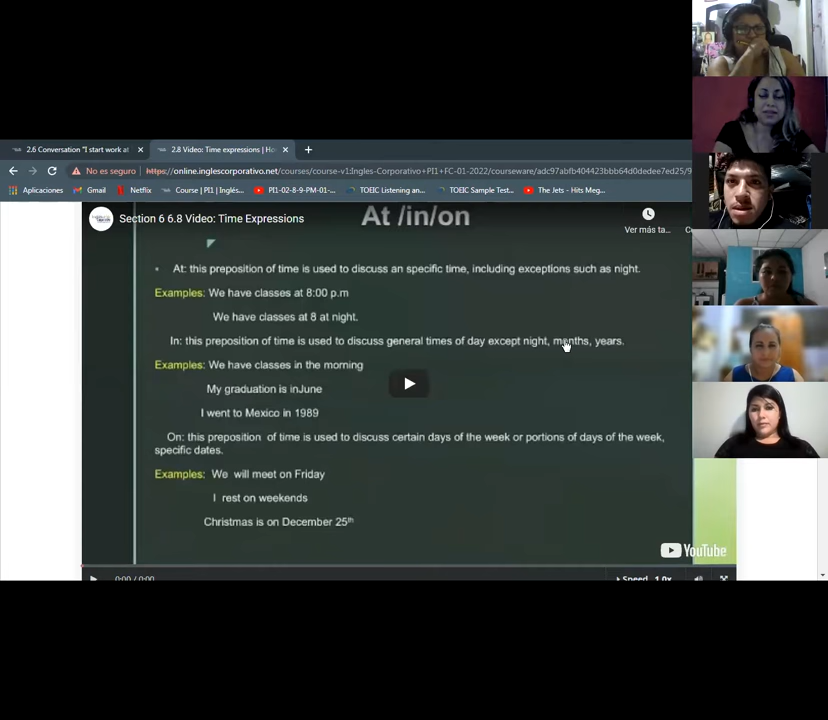 2.6 Conversation "I start work at
2.8 Video: Time expressions | Ho
No es seguro
https://online.inglescorporativo.net/courses/course-v1:Ingles-Corporativo+PI1+FC-01-2022/courseware/adc97abfb404423bbb64d0dedee7ed25/9
Aplicaciones
Gmail
Netflix
Course | PI1 | Inglés...
PI1-02-8-9-PM-01-...
TOEIC Listening an...
TOEIC Sample Test...
The Jets - Hits Meg...
Section 6 6.8 Video: Time Expressions
At /in/on
Ver más ta...
At: this preposition of time is used to discuss an specific time, including exceptions such as night.
Examples: We have classes at 8:00 p.m
We have classes at 8 at night.
In: this preposition of time is used to discuss general times of day except night, months, years.
Examples: We have classes in the morning
My graduation is inJune
I went to Mexico in 1989
On: this preposition of time is used to discuss certain days of the week or portions of days of the week,
specific dates.
Examples: We will meet on Friday
I rest on weekends
Christmas is on December 25th
YouTube
0:00 / 0:00
Speed 1.0x